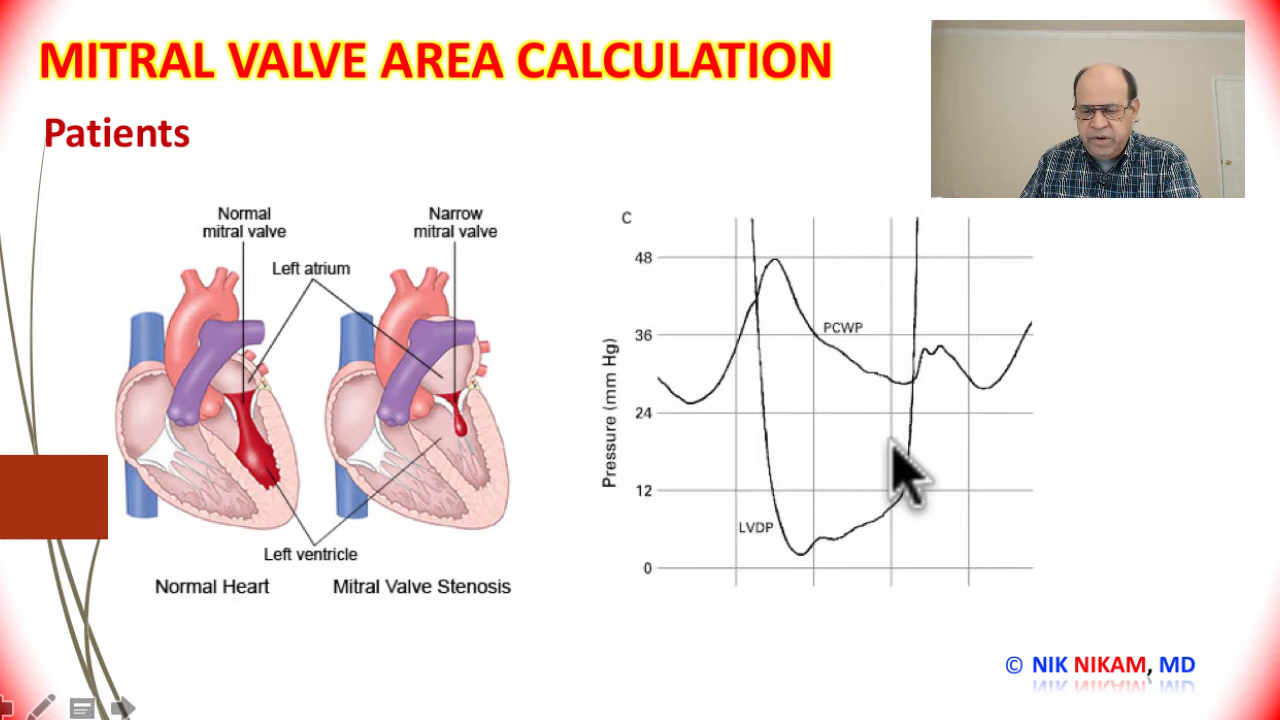 MITRAL VALVE AREA CALCULATION
Patients
Normal
mitral valve
Narrow
mitral valve
Left atrium
Left ventricle
Normal Heart
Mitral Valve Stenosis
C
48
36
24
12
0
Pressure (mm Hg)
PCWP
LVDP
© NIK NIKAM, MD